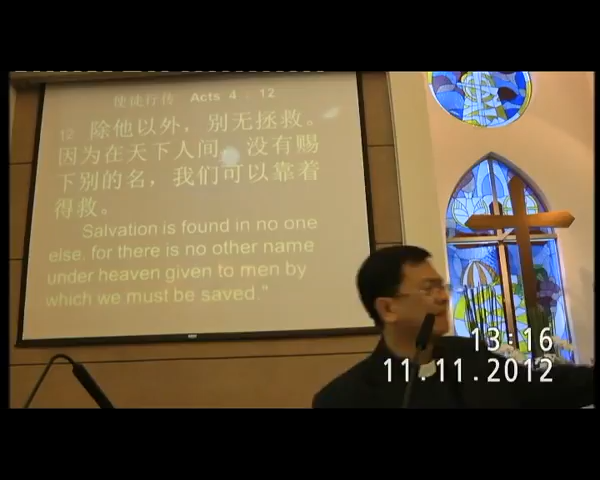 使徒行传 Acts 4 : 12
12 除他以外，别无拯救。
因为在天下人间，没有赐
下别的名，我们可以靠着
得救。
Salvation is found in no one
else, for there is no other name
under heaven given to men by
which we must be saved."
13:16
11.11.2012